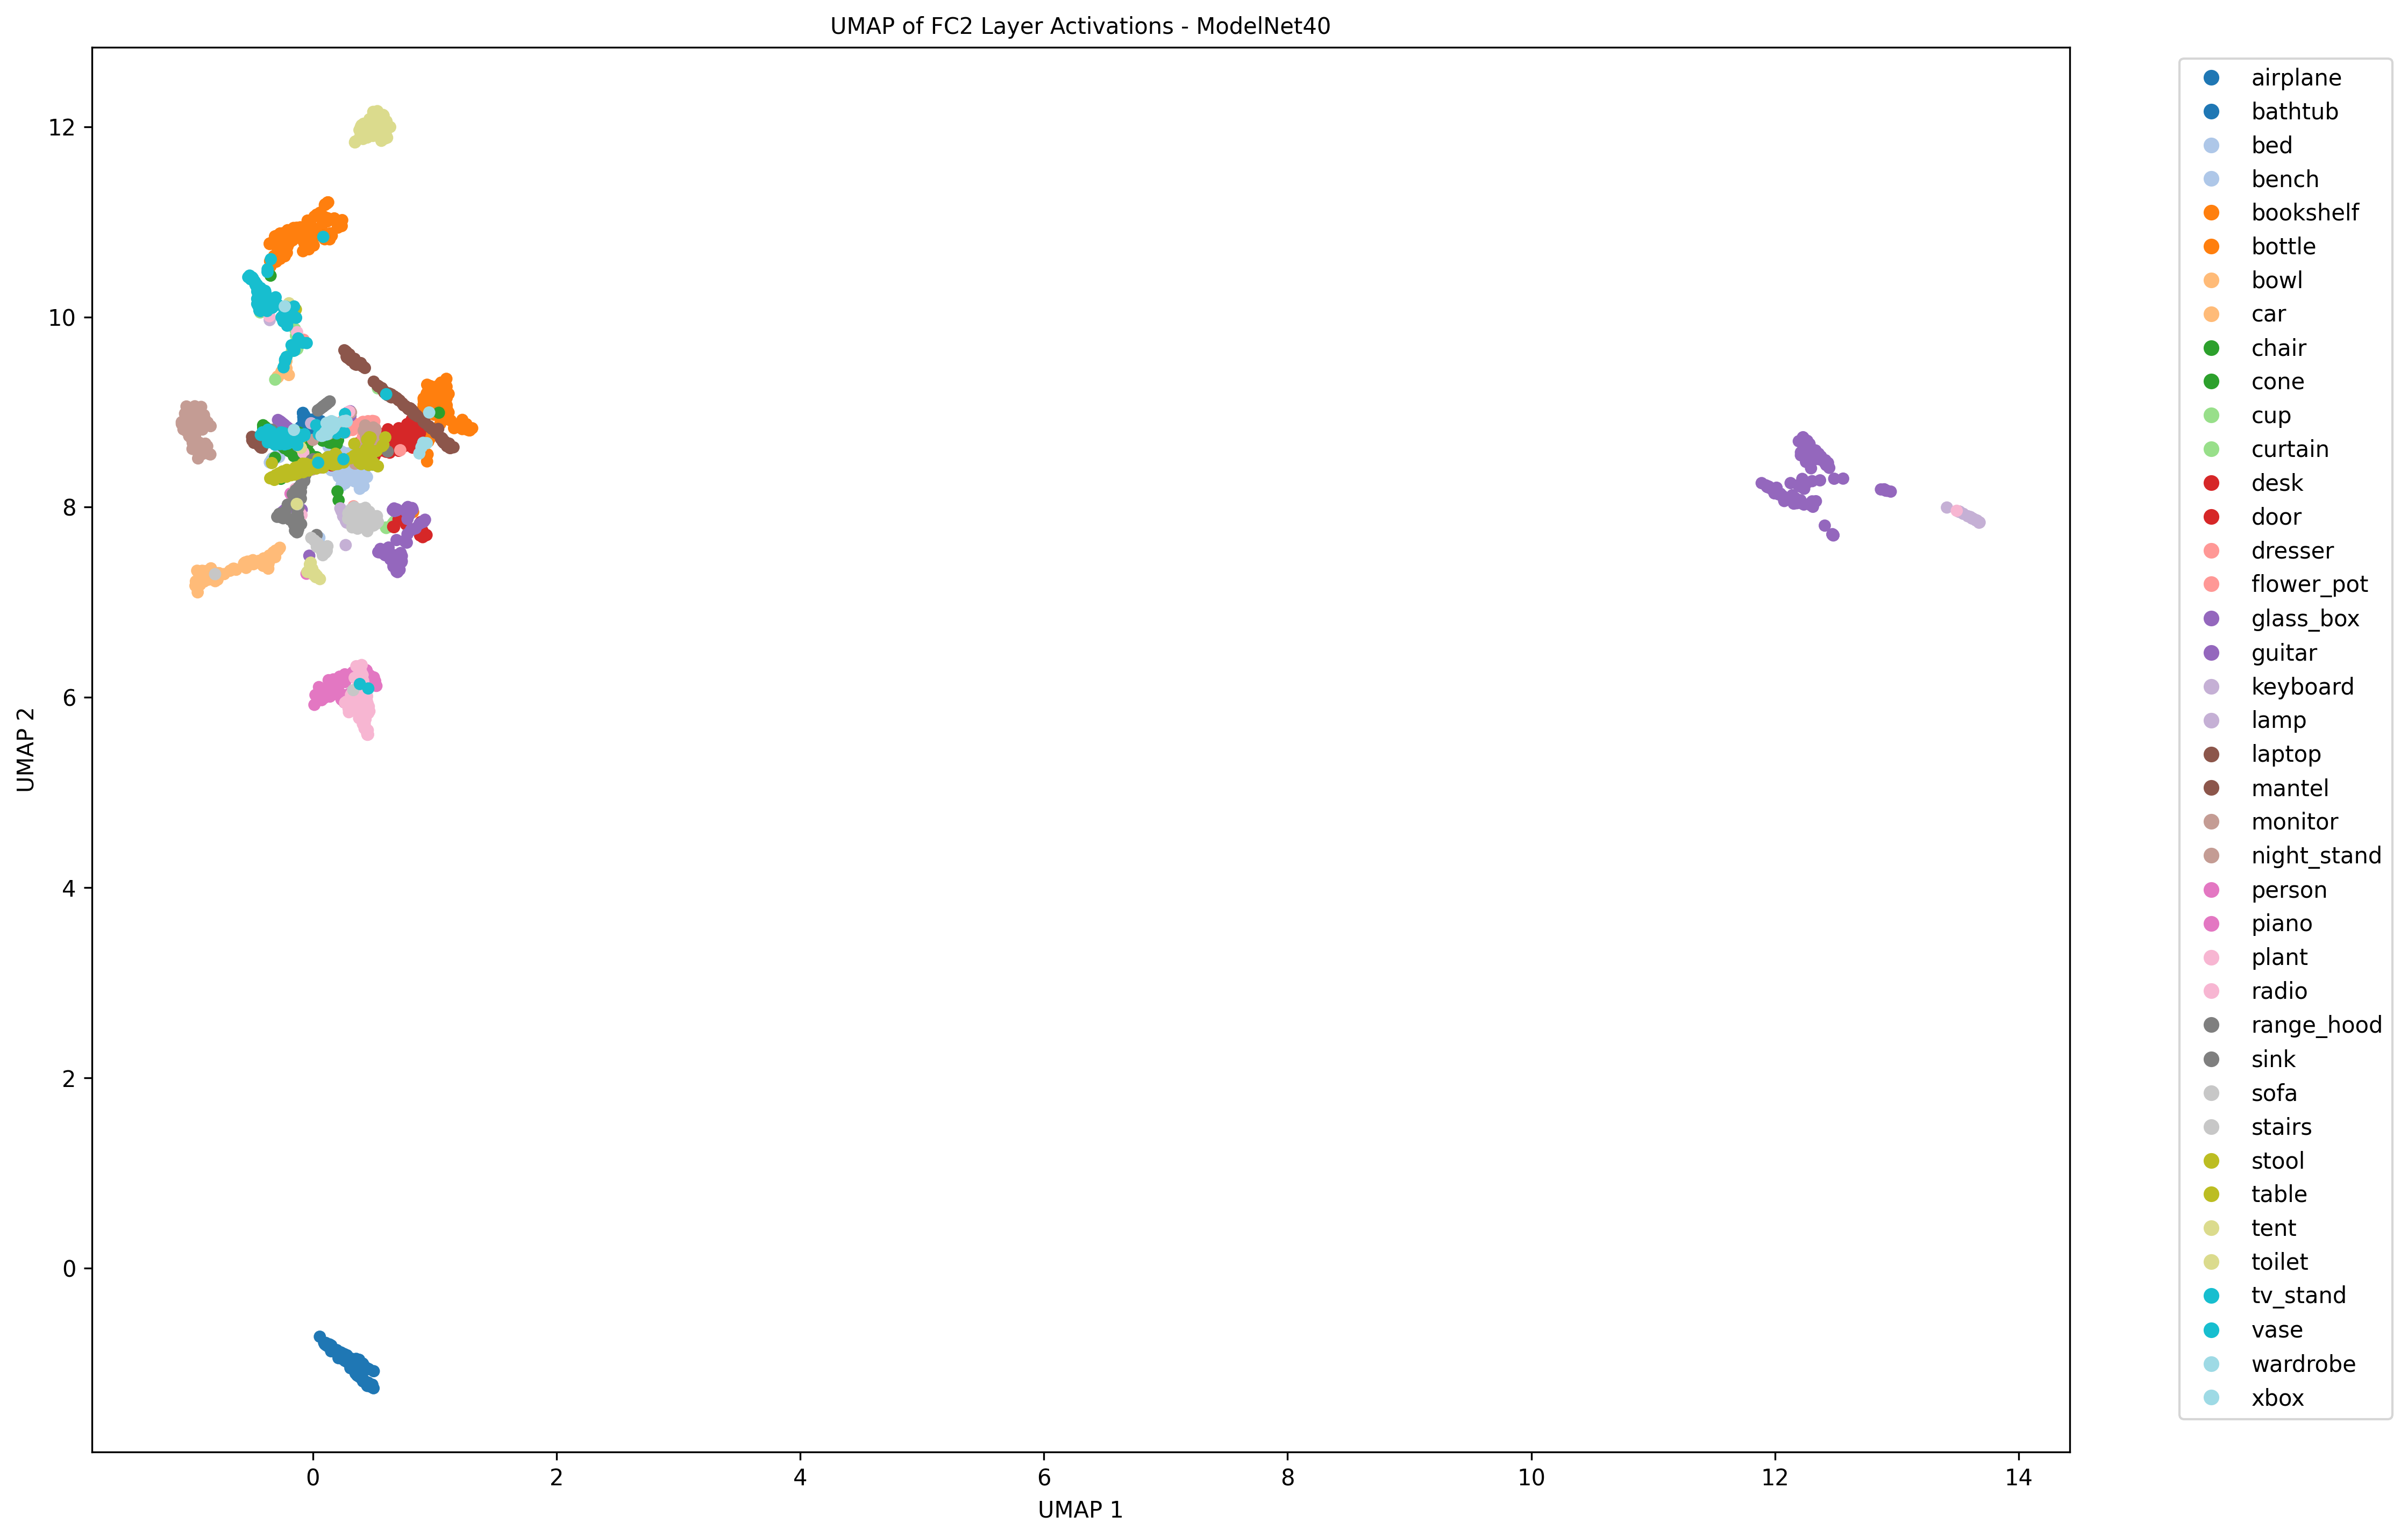 UMAP of FC2 Layer Activations - ModelNet40
12
10
8
6
4
2
0
UMAP 2
0 2 4 6 8 10 12 14
UMAP 1
airplane
bathtub
bed
bench
bookshelf
bottle
bowl
car
chair
cone
cup
curtain
desk
door
dresser
flower_pot
glass_box
guitar
keyboard
lamp
laptop
mantel
monitor
night_stand
person
piano
plant
radio
range_hood
sink
sofa
stairs
stool
table
tent
toilet
tv_stand
vase
wardrobe
xbox